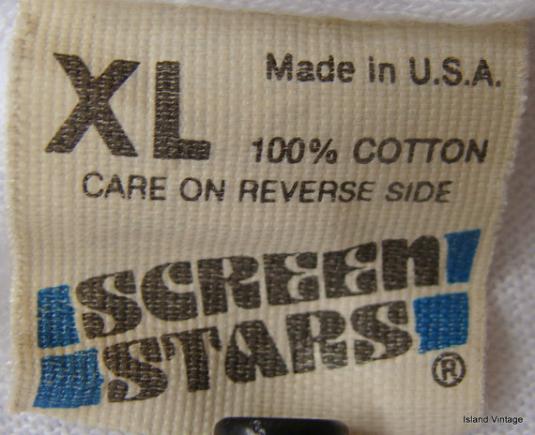 XL
Made in U.S.A.
100% COTTON
CARE ON REVERSE SIDE
SCREEN
STARS
®
Island Vintage